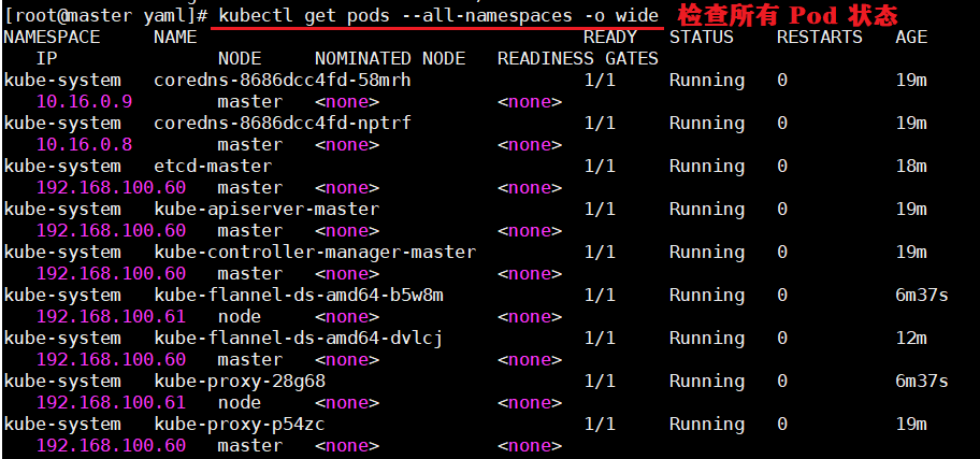 [root@master yaml]# kubectl get pods --all-namespaces -o wide 检查所有 Pod 状态
NAMESPACE NAME READY STATUS RESTARTS AGE
IP NODE NOMINATED NODE READINESS GATES
kube-system coredns-8686dcc4fd-58mrh 1/1 Running 0 19m
10.16.0.9 master <none> <none>
kube-system coredns-8686dcc4fd-nptrf 1/1 Running 0 19m
10.16.0.8 master <none> <none>
kube-system etcd-master 1/1 Running 0 18m
192.168.100.60 master <none> <none>
kube-system kube-apiserver-master 1/1 Running 0 19m
192.168.100.60 master <none> <none>
kube-system kube-controller-manager-master 1/1 Running 0 19m
192.168.100.60 master <none> <none>
kube-system kube-flannel-ds-amd64-b5w8m 1/1 Running 0 6m37s
192.168.100.61 node <none> <none>
kube-system kube-flannel-ds-amd64-dvlcj 1/1 Running 0 12m
192.168.100.60 master <none> <none>
kube-system kube-proxy-28g68 1/1 Running 0 6m37s
192.168.100.61 node <none> <none>
kube-system kube-proxy-p54zc 1/1 Running 0 19m
192.168.100.60 master <none> <none>